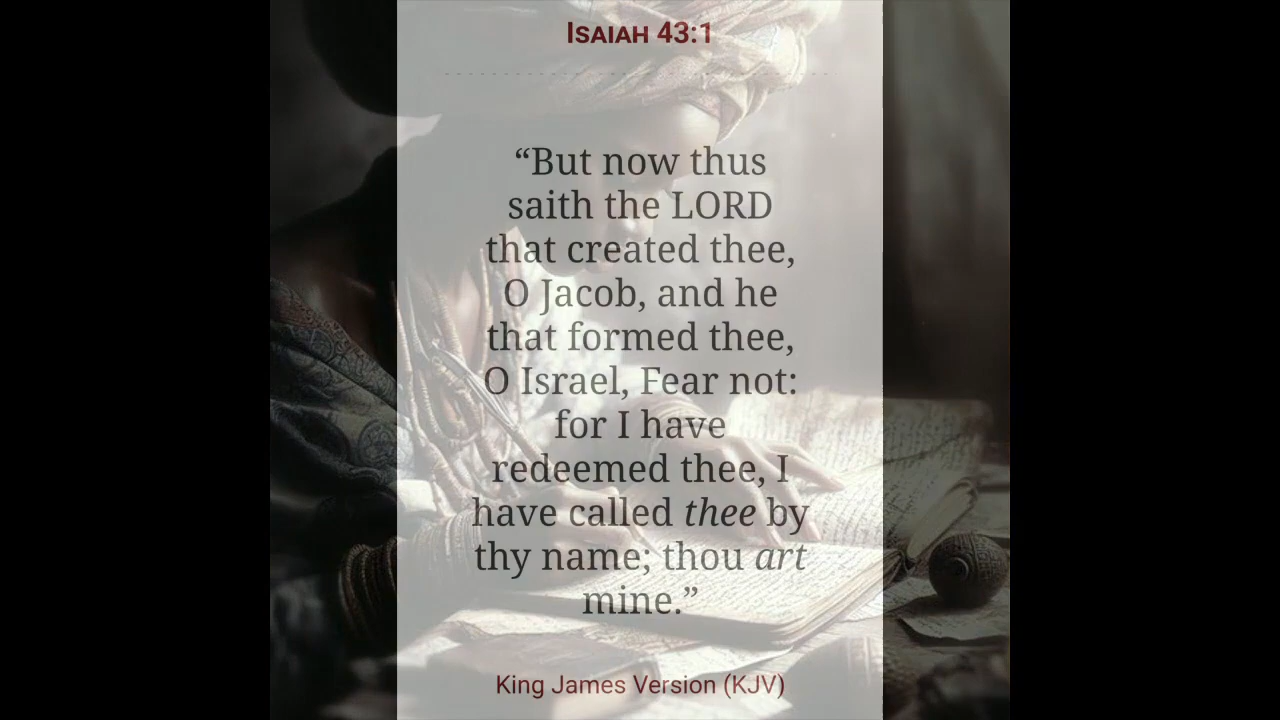 Isaiah 43:1
“But now thus
saith the LORD
that created thee,
O Jacob, and he
that formed thee,
O Israel, Fear not:
for I have
redeemed thee, I
have called thee by
thy name; thou art
mine.”
King James Version (KJV)